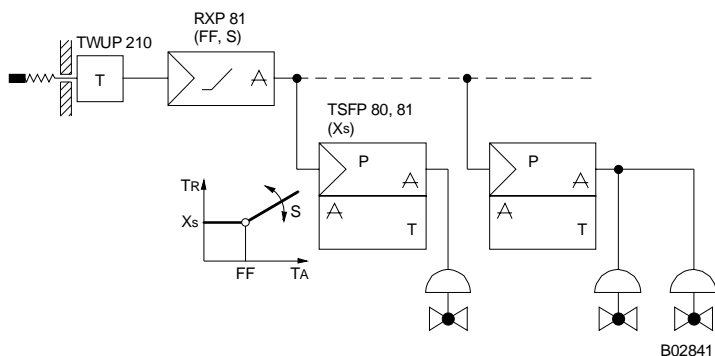 RXP 81
(FF, S)
TWUP 210
T
A
TSFP 80, 81
(Xs)
P
A
A
T
P
A
A
T
TR
Xs
S
FF
TA
B02841